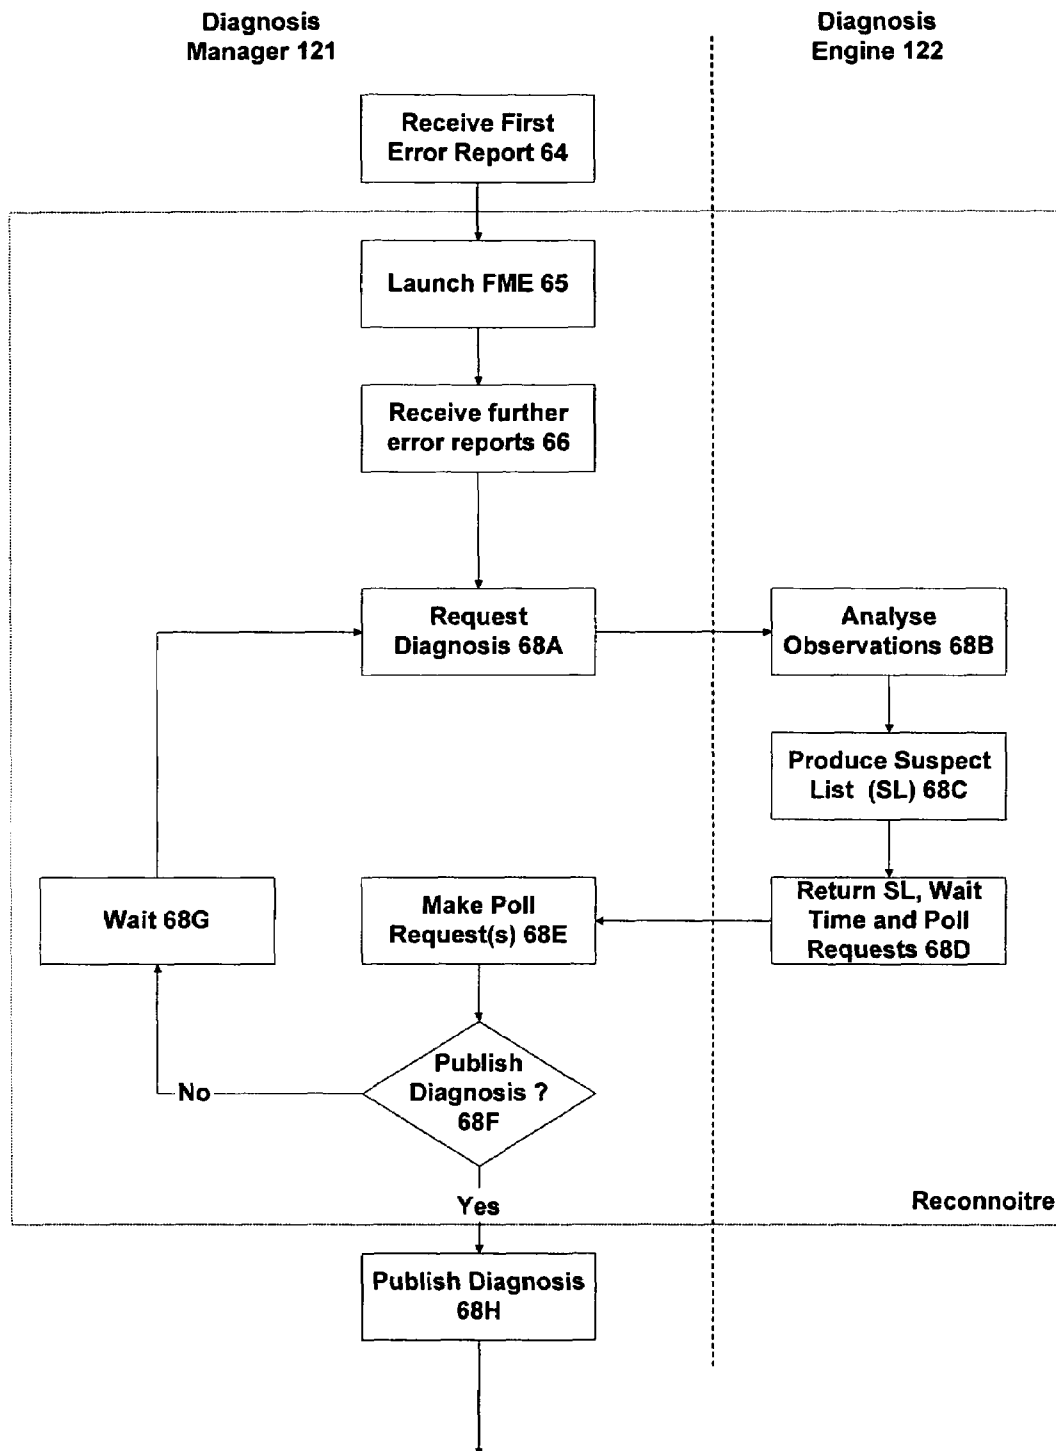 Diagnosis
Manager 121
Diagnosis
Engine 122
Receive First
Error Report 64
Launch FME 65
Receive further
error reports 66
Request
Diagnosis 68A
Analyse
Observations 68B
Produce Suspect
List (SL) 68C
Return SL, Wait
Time and Poll
Requests 68D
Make Poll
Request(s) 68E
Wait 68G
Publish
Diagnosis ?
68F
No
Yes
Reconnoitre
Publish Diagnosis
68H